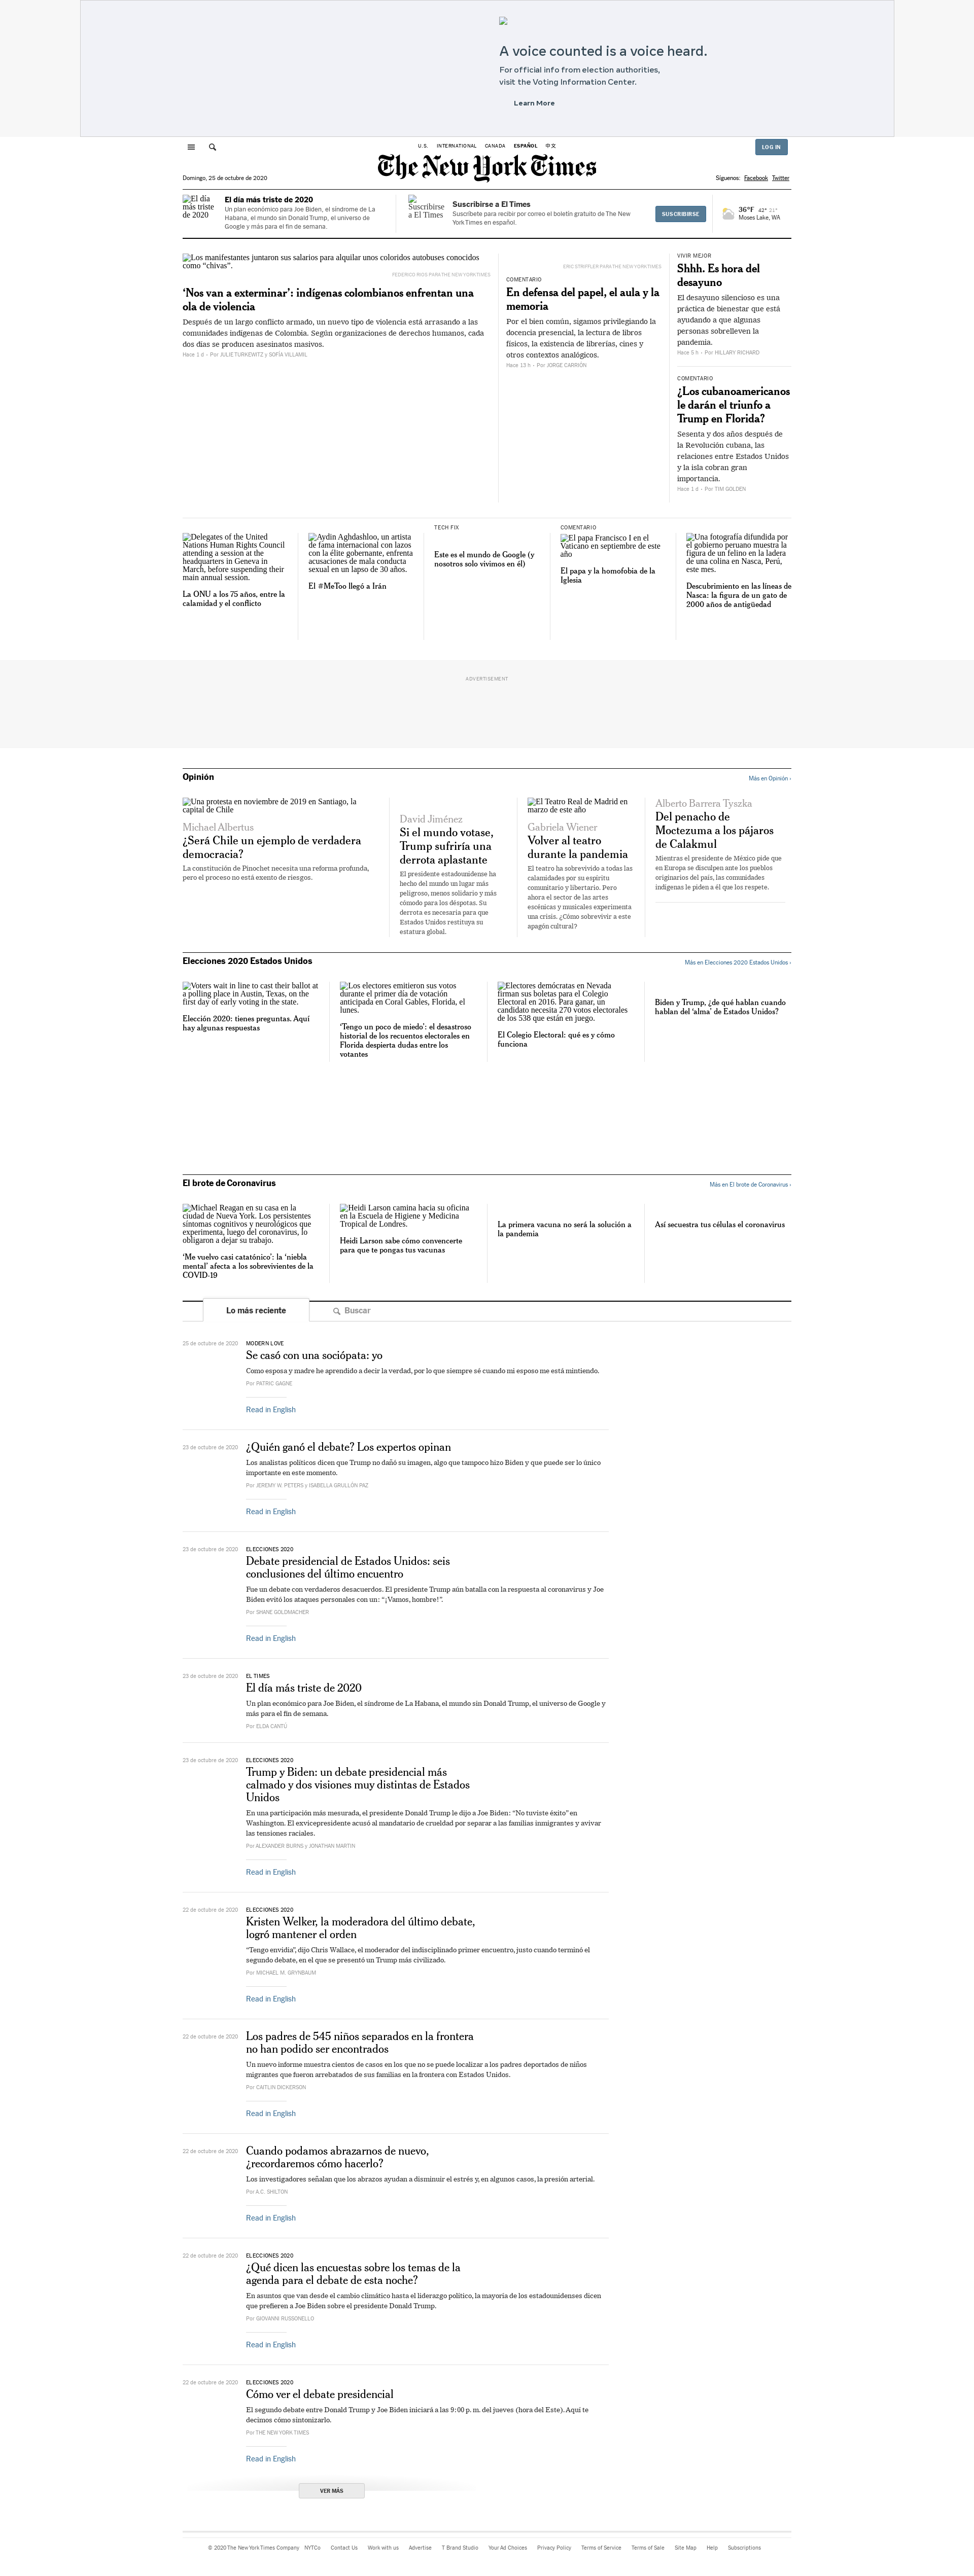 A voice counted is a voice heard.
For official info from election authorities,
visit the Voting Information Center.
Learn More
U.S. INTERNATIONAL CANADA ESPAÑOL 中文
LOG IN
The New York Times
Domingo, 25 de octubre de 2020
Síguenos: Facebook Twitter
El día
más triste
de 2020
El día más triste de 2020
Un plan económico para Joe Biden, el síndrome de La
Habana, el mundo sin Donald Trump, el universo de
Google y más para el fin de semana.
Suscribirse
a El Times
Suscribirse a El Times
Suscríbete para recibir por correo el boletín gratuito de The New
York Times en español.
SUSCRIBIRSE
36°F 42° 21°
Moses Lake, WA
Los manifestantes juntaron sus salarios para alquilar unos coloridos autobuses conocidos
como “chivas”.
FEDERICO RIOS PARA THE NEW YORK TIMES
‘Nos van a exterminar’: indígenas colombianos enfrentan una
ola de violencia
Después de un largo conflicto armado, un nuevo tipo de violencia está arrasando a las
comunidades indígenas de Colombia. Según organizaciones de derechos humanos, cada
dos días se producen asesinatos masivos.
Hace 1 d - Por JULIE TURKEWITZ y SOFÍA VILLAMIL
ERIC STRIFFLER PARA THE NEW YORK TIMES
COMENTARIO
En defensa del papel, el aula y la
memoria
Por el bien común, sigamos privilegiando la
docencia presencial, la lectura de libros
físicos, la existencia de librerías, cines y
otros contextos analógicos.
Hace 13 h - Por JORGE CARRIÓN
VIVIR MEJOR
Shhh. Es hora del
desayuno
El desayuno silencioso es una
práctica de bienestar que está
ayudando a que algunas
personas sobrelleven la
pandemia.
Hace 5 h - Por HILLARY RICHARD
COMENTARIO
¿Los cubanoamericanos
le darán el triunfo a
Trump en Florida?
Sesenta y dos años después de
la Revolución cubana, las
relaciones entre Estados Unidos
y la isla cobran gran
importancia.
Hace 1 d - Por TIM GOLDEN
Delegates of the United
Nations Human Rights Council
attending a session at the
headquarters in Geneva in
March, before suspending their
main annual session.
La ONU a los 75 años, entre la
calamidad y el conflicto
Aydin Aghdashloo, un artista
de fama internacional con lazos
con la élite gobernante, enfrenta
acusaciones de mala conducta
sexual en un lapso de 30 años.
El #MeToo llegó a Irán
TECH FIX
Este es el mundo de Google (y
nosotros solo vivimos en él)
COMENTARIO
El papa Francisco I en el
Vaticano en septiembre de este
año
El papa y la homofobia de la
Iglesia
Una fotografía difundida por
el gobierno peruano muestra la
figura de un felino en la ladera
de una colina en Nasca, Perú,
este mes.
Descubrimiento en las líneas de
Nasca: la figura de un gato de
2000 años de antigüedad
ADVERTISEMENT
Opinión
Más en Opinión ›
Una protesta en noviembre de 2019 en Santiago, la
capital de Chile
Michael Albertus
¿Será Chile un ejemplo de verdadera
democracia?
La constitución de Pinochet necesita una reforma profunda,
pero el proceso no está exento de riesgos.
David Jiménez
Si el mundo votase,
Trump sufriría una
derrota aplastante
El presidente estadounidense ha
hecho del mundo un lugar más
peligroso, menos solidario y más
cómodo para los déspotas. Su
derrota es necesaria para que
Estados Unidos restituya su
estatura global.
El Teatro Real de Madrid en
marzo de este año
Gabriela Wiener
Volver al teatro
durante la pandemia
El teatro ha sobrevivido a todas las
calamidades por su espíritu
comunitario y libertario. Pero
ahora el sector de las artes
escénicas y musicales experimenta
una crisis. ¿Cómo sobrevivir a este
apagón cultural?
Alberto Barrera Tyszka
Del penacho de
Moctezuma a los pájaros
de Calakmul
Mientras el presidente de México pide que
en Europa se disculpen ante los pueblos
originarios del país, las comunidades
indígenas le piden a él que los respete.
Elecciones 2020 Estados Unidos
Más en Elecciones 2020 Estados Unidos ›
Voters wait in line to cast their ballot at
a polling place in Austin, Texas, on the
first day of early voting in the state.
Elección 2020: tienes preguntas. Aquí
hay algunas respuestas
Los electores emitieron sus votos
durante el primer día de votación
anticipada en Coral Gables, Florida, el
lunes.
‘Tengo un poco de miedo’: el desastroso
historial de los recuentos electorales en
Florida despierta dudas entre los
votantes
Electores demócratas en Nevada
firman sus boletas para el Colegio
Electoral en 2016. Para ganar, un
candidato necesita 270 votos electorales
de los 538 que están en juego.
El Colegio Electoral: qué es y cómo
funciona
Biden y Trump, ¿de qué hablan cuando
hablan del ‘alma’ de Estados Unidos?
El brote de Coronavirus
Más en El brote de Coronavirus ›
Michael Reagan en su casa en la
ciudad de Nueva York. Los persistentes
síntomas cognitivos y neurológicos que
experimenta, luego del coronavirus, lo
obligaron a dejar su trabajo.
‘Me vuelvo casi catatónico’: la ‘niebla
mental’ afecta a los sobrevivientes de la
COVID-19
Heidi Larson camina hacia su oficina
en la Escuela de Higiene y Medicina
Tropical de Londres.
Heidi Larson sabe cómo convencerte
para que te pongas tus vacunas
La primera vacuna no será la solución a
la pandemia
Así secuestra tus células el coronavirus
Lo más reciente
Buscar
25 de octubre de 2020
MODERN LOVE
Se casó con una sociópata: yo
Como esposa y madre he aprendido a decir la verdad, por lo que siempre sé cuando mi esposo me está mintiendo.
Por PATRIC GAGNE
Read in English
23 de octubre de 2020
¿Quién ganó el debate? Los expertos opinan
Los analistas políticos dicen que Trump no dañó su imagen, algo que tampoco hizo Biden y que puede ser lo único
importante en este momento.
Por JEREMY W. PETERS y ISABELLA GRULLÓN PAZ
Read in English
23 de octubre de 2020
ELECCIONES 2020
Debate presidencial de Estados Unidos: seis
conclusiones del último encuentro
Fue un debate con verdaderos desacuerdos. El presidente Trump aún batalla con la respuesta al coronavirus y Joe
Biden evitó los ataques personales con un: “¡Vamos, hombre!”.
Por SHANE GOLDMACHER
Read in English
23 de octubre de 2020
EL TIMES
El día más triste de 2020
Un plan económico para Joe Biden, el síndrome de La Habana, el mundo sin Donald Trump, el universo de Google y
más para el fin de semana.
Por ELDA CANTÚ
23 de octubre de 2020
ELECCIONES 2020
Trump y Biden: un debate presidencial más
calmado y dos visiones muy distintas de Estados
Unidos
En una participación más mesurada, el presidente Donald Trump le dijo a Joe Biden: “No tuviste éxito” en
Washington. El exvicepresidente acusó al mandatario de crueldad por separar a las familias inmigrantes y avivar
las tensiones raciales.
Por ALEXANDER BURNS y JONATHAN MARTIN
Read in English
22 de octubre de 2020
ELECCIONES 2020
Kristen Welker, la moderadora del último debate,
logró mantener el orden
“Tengo envidia”, dijo Chris Wallace, el moderador del indisciplinado primer encuentro, justo cuando terminó el
segundo debate, en el que se presentó un Trump más civilizado.
Por MICHAEL M. GRYNBAUM
Read in English
22 de octubre de 2020
Los padres de 545 niños separados en la frontera
no han podido ser encontrados
Un nuevo informe muestra cientos de casos en los que no se puede localizar a los padres deportados de niños
migrantes que fueron arrebatados de sus familias en la frontera con Estados Unidos.
Por CAITLIN DICKERSON
Read in English
22 de octubre de 2020
Cuando podamos abrazarnos de nuevo,
¿recordaremos cómo hacerlo?
Los investigadores señalan que los abrazos ayudan a disminuir el estrés y, en algunos casos, la presión arterial.
Por A.C. SHILTON
Read in English
22 de octubre de 2020
ELECCIONES 2020
¿Qué dicen las encuestas sobre los temas de la
agenda para el debate de esta noche?
En asuntos que van desde el cambio climático hasta el liderazgo político, la mayoría de los estadounidenses dicen
que prefieren a Joe Biden sobre el presidente Donald Trump.
Por GIOVANNI RUSSONELLO
Read in English
22 de octubre de 2020
ELECCIONES 2020
Cómo ver el debate presidencial
El segundo debate entre Donald Trump y Joe Biden iniciará a las 9:00 p. m. del jueves (hora del Este). Aquí te
decimos cómo sintonizarlo.
Por THE NEW YORK TIMES
Read in English
VER MÁS
© 2020 The New York Times Company NYTCo Contact Us Work with us Advertise T Brand Studio Your Ad Choices Privacy Policy Terms of Service Terms of Sale Site Map Help Subscriptions